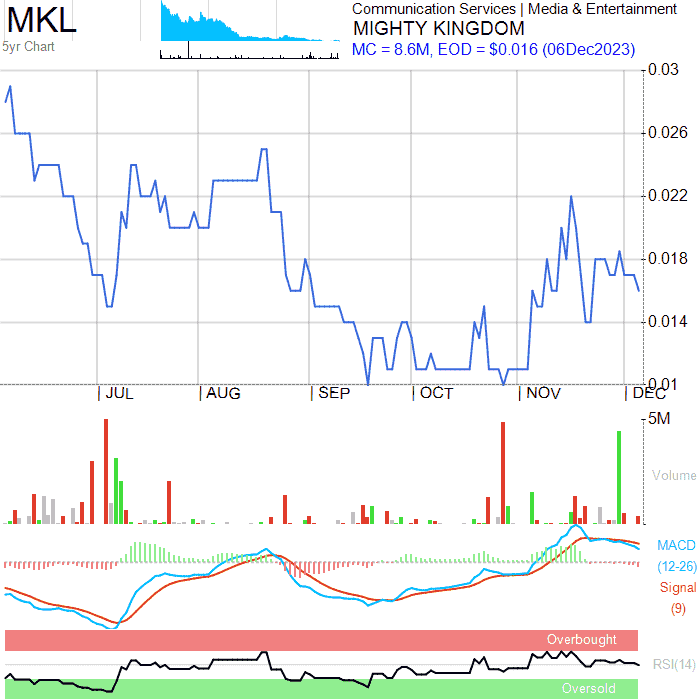 MKL
5yr Chart
Communication Services | Media & Entertainment
MIGHTY KINGDOM
MC = 8.6M, EOD = $0.016 (06Dec2023)
0.03
0.026
0.022
0.018
0.014
0.01
| JUL | AUG | SEP | OCT | NOV | DEC
5M
Volume
MACD
(12-26)
Signal
(9)
Overbought
RSI(14)
Oversold